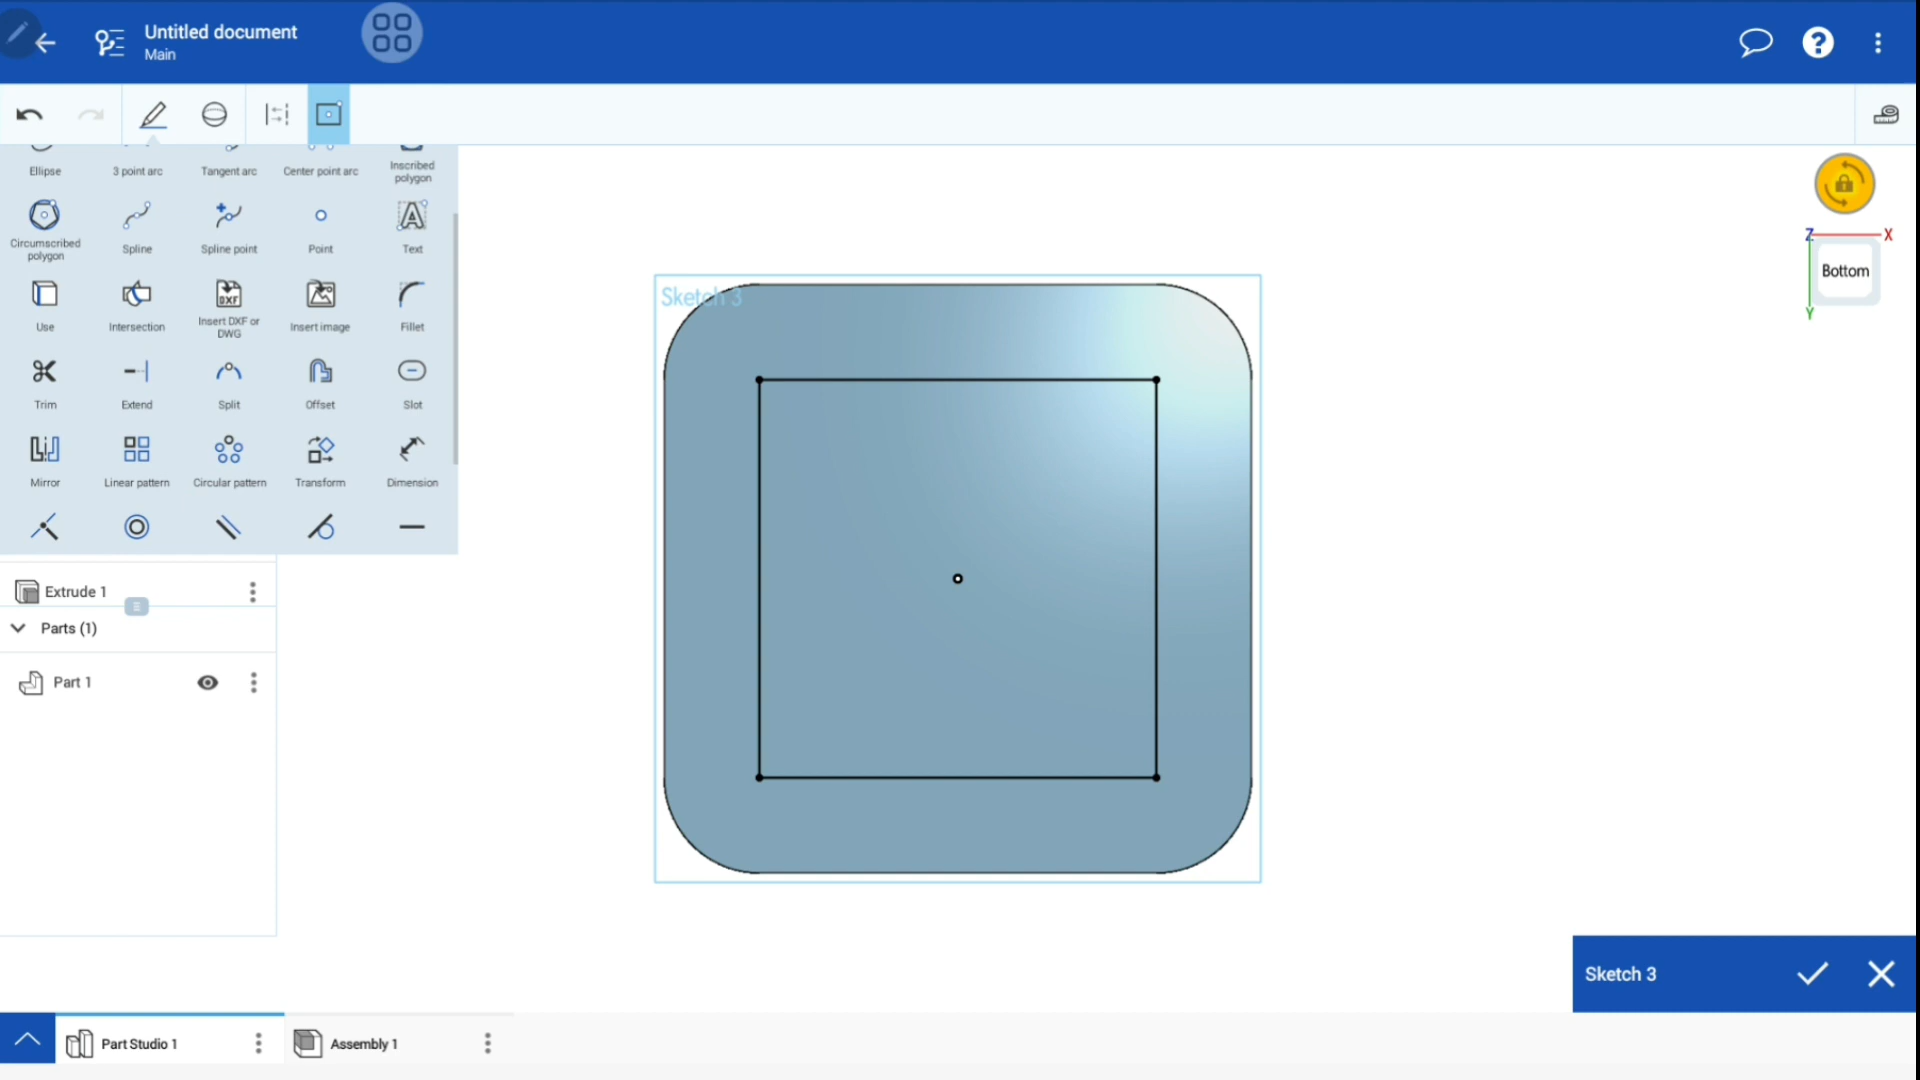 Untitled document
Main
Ellipse
3 point arc
Tangent arc
Center point arc
Inscribed
polygon
Circumscribed
polygon
Spline
Spline point
Point
Text
Use
Intersection
DXF
Insert DXF or
DWG
Insert image
Fillet
Trim
Extend
Split
Offset
Slot
Mirror
Linear pattern
Circular pattern
Transform
Dimension
Extrude 1
Parts (1)
Part 1
Sketch 3
Z
X
Bottom
Y
Sketch 3
Part Studio 1
Assembly 1